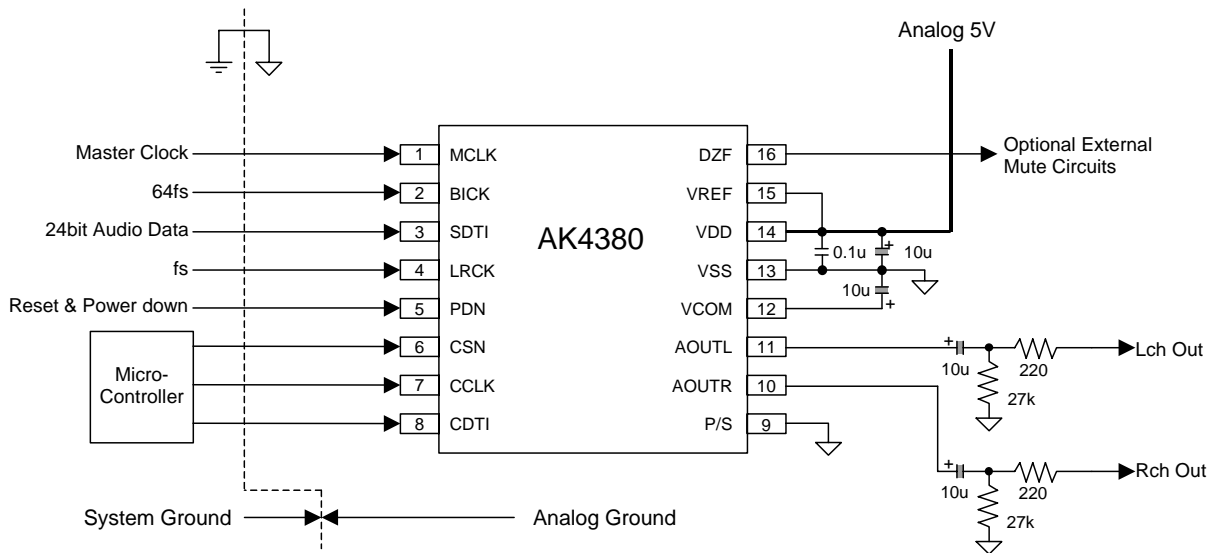 Analog 5V
Master Clock
64fs
24bit Audio Data
fs
Reset & Power down
Micro-
Controller
1 MCLK
2 BICK
3 SDTI
4 LRCK
5 PDN
6 CSN
7 CCLK
8 CDTI
AK4380
DZF 16
VREF 15
VDD 14
VSS 13
VCOM 12
AOUTL 11
AOUTR 10
P/S 9
Optional External
Mute Circuits
0.1u
+
10u
10u
+
+
10u
220
27k
Lch Out
+
10u
220
27k
Rch Out
System Ground
Analog Ground